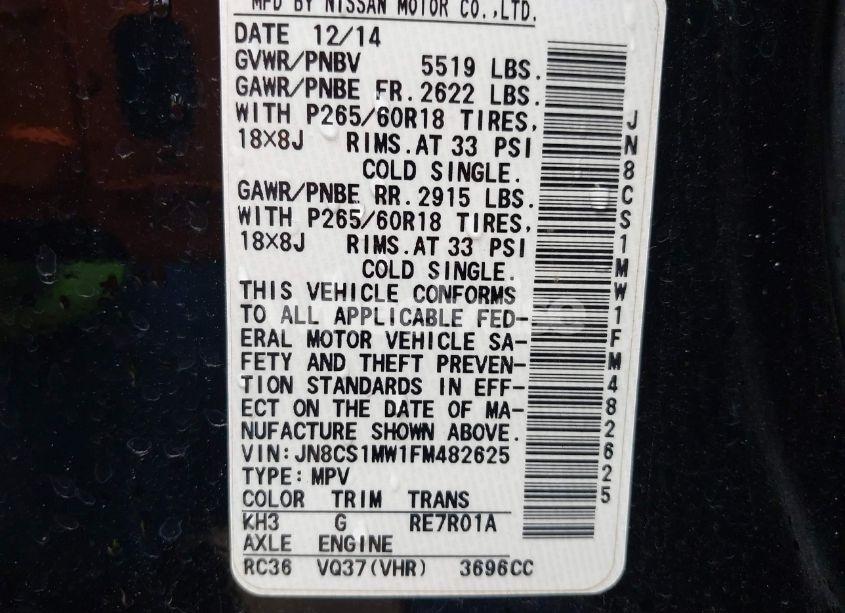 MFD BY NISSAN MOTOR CO.,LTD.
DATE 12/14
GVWR/PNBV 5519 LBS.
GAWR/PNBE FR.2622 LBS.
WITH P265/60R18 TIRES,
18X8J RIMS.AT 33 PSI
COLD SINGLE.
GAWR/PNBE RR.2915 LBS.
WITH P265/60R18 TIRES,
18X8J RIMS.AT 33 PSI
COLD SINGLE.
THIS VEHICLE CONFORMS
TO ALL APPLICABLE FED-
ERAL MOTOR VEHICLE SA-
FETY AND THEFT PREVEN-
TION STANDARDS IN EFF-
ECT ON THE DATE OF MA-
NUFACTURE SHOWN ABOVE.
VIN:JN8CS1MW1FM482625
TYPE:MPV
COLOR TRIM TRANS
KH3 G RE7R01A
AXLE ENGINE
RC36 VQ37(VHR) 3696CC
JN8CS1MW1FM482625